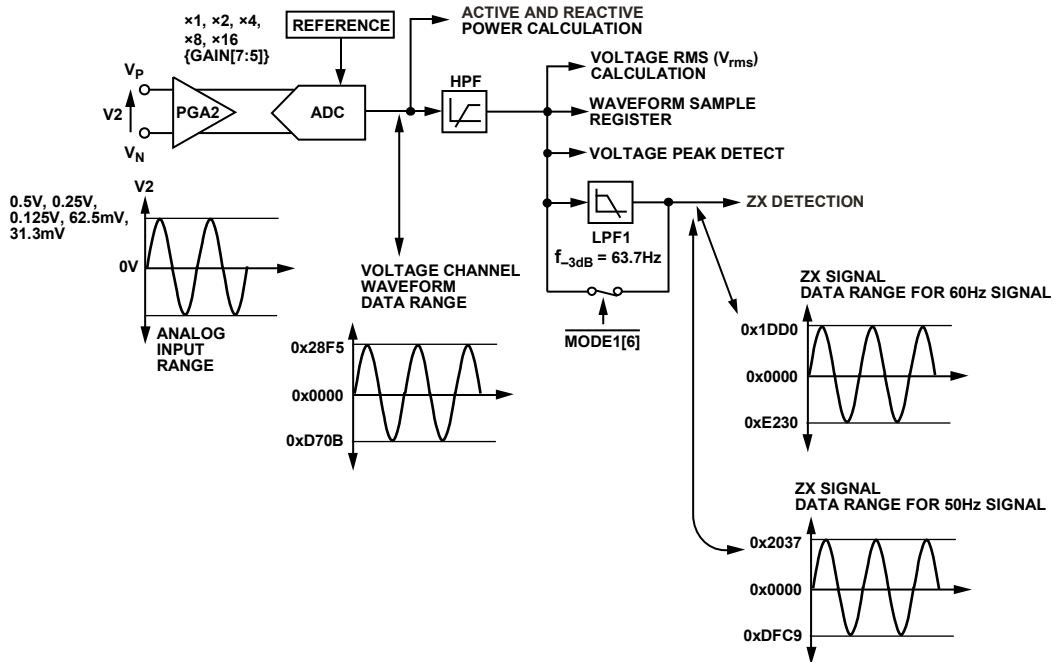 ×1, ×2, ×4,
×8, ×16
{GAIN[7:5]}
REFERENCE
ACTIVE AND REACTIVE
POWER CALCULATION
VP
V2
VN
PGA2
ADC
HPF
VOLTAGE RMS (Vrms)
CALCULATION
WAVEFORM SAMPLE
REGISTER
VOLTAGE PEAK DETECT
ZX DETECTION
LPF1
f–3dB = 63.7Hz
MODE1[6]
V2
0.5V, 0.25V,
0.125V, 62.5mV,
31.3mV
0V
ANALOG
INPUT
RANGE
VOLTAGE CHANNEL
WAVEFORM
DATA RANGE
0x28F5
0x0000
0xD70B
ZX SIGNAL
DATA RANGE FOR 60Hz SIGNAL
0x1DD0
0x0000
0xE230
ZX SIGNAL
DATA RANGE FOR 50Hz SIGNAL
0x2037
0x0000
0xDFC9